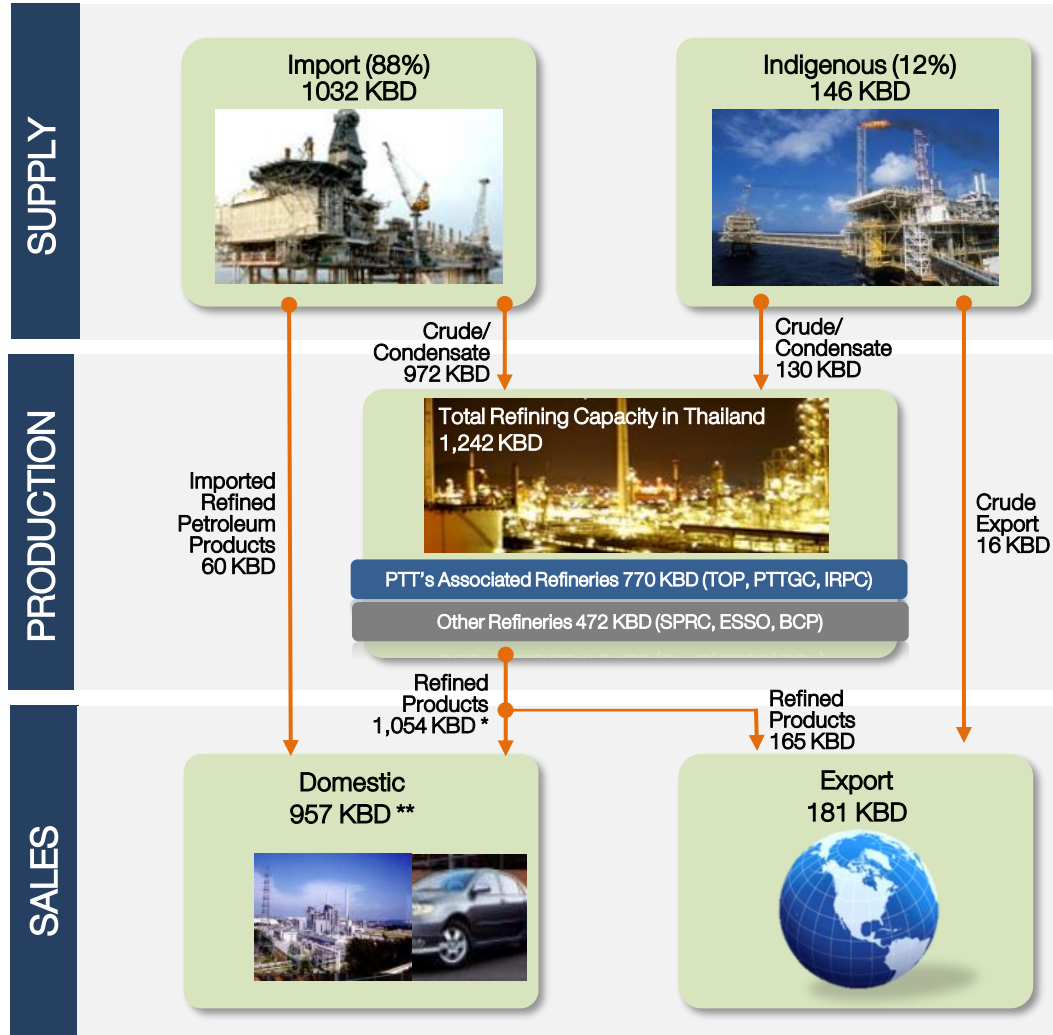 SUPPLY
Import (88%)
1032 KBD
Indigenous (12%)
146 KBD
Crude/
Condensate
972 KBD
Crude/
Condensate
130 KBD
PRODUCTION
Total Refining Capacity in Thailand
1,242 KBD
Imported
Refined
Petroleum
Products
60 KBD
Crude
Export
16 KBD
PTT's Associated Refineries 770 KBD (TOP, PTTGC, IRPC)
Other Refineries 472 KBD (SPRC, ESSO, BCP)
Refined
Products
1,054 KBD *
Refined
Products
165 KBD
SALES
Domestic
957 KBD **
Export
181 KBD